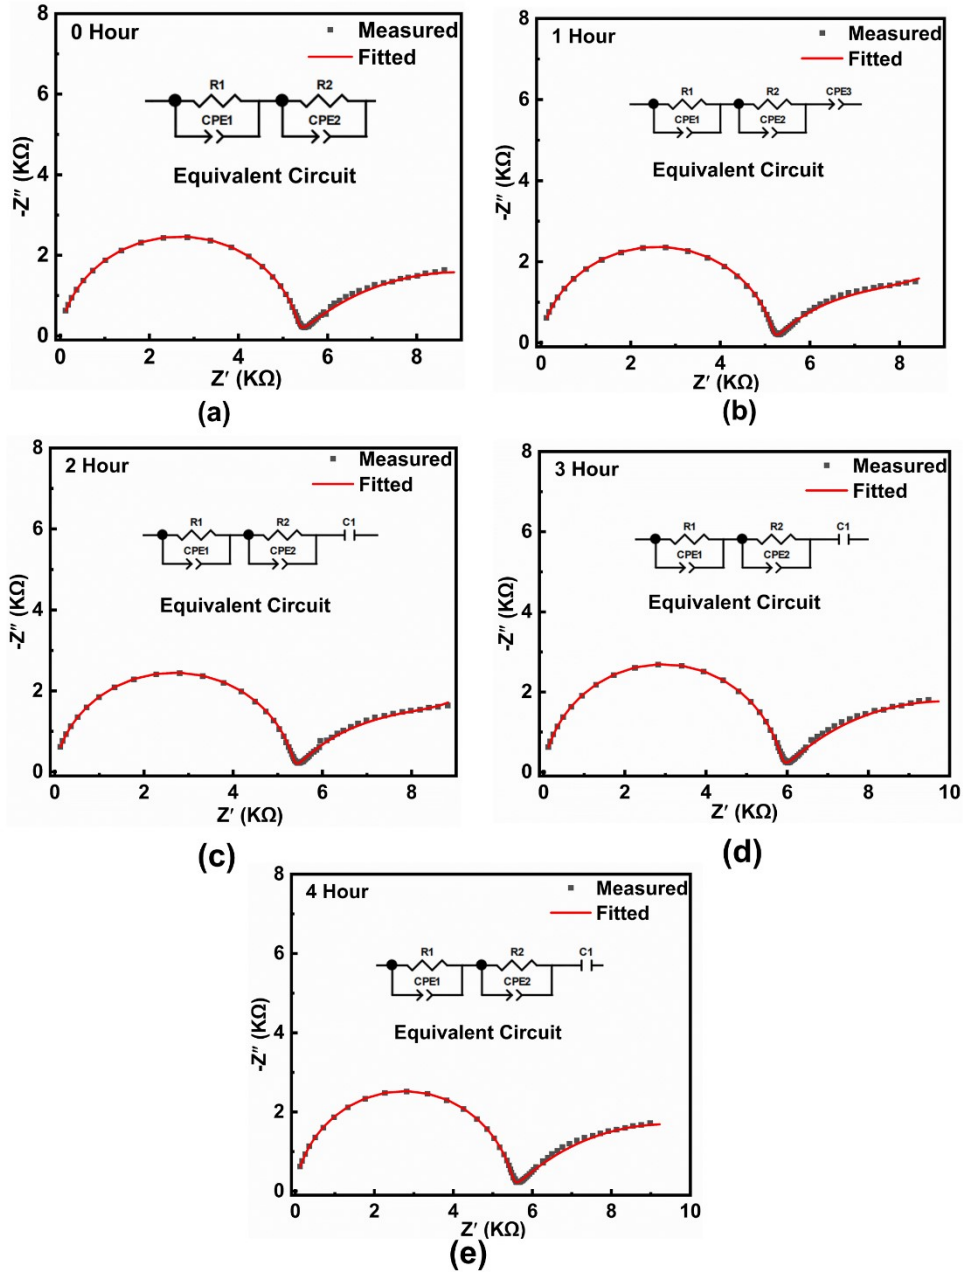 0 Hour
Measured
Fitted
R1
R2
CPE1
CPE2
Equivalent Circuit
-Z″ (KΩ)
8
6
4
2
0
0 2 4 6 8
Z′ (KΩ)
(a)
1 Hour
Measured
Fitted
R1
R2
CPE3
CPE1
CPE2
Equivalent Circuit
-Z″ (KΩ)
8
6
4
2
0
0 2 4 6 8
Z′ (KΩ)
(b)
2 Hour
Measured
Fitted
R1
R2
C1
CPE1
CPE2
Equivalent Circuit
-Z″ (KΩ)
8
6
4
2
0
0 2 4 6 8
Z′ (KΩ)
(c)
3 Hour
Measured
Fitted
R1
R2
C1
CPE1
CPE2
Equivalent Circuit
-Z″ (KΩ)
8
6
4
2
0
0 2 4 6 8 10
Z′ (KΩ)
(d)
4 Hour
Measured
Fitted
R1
R2
C1
CPE1
CPE2
Equivalent Circuit
-Z″ (KΩ)
8
6
4
2
0
0 2 4 6 8 10
Z′ (KΩ)
(e)